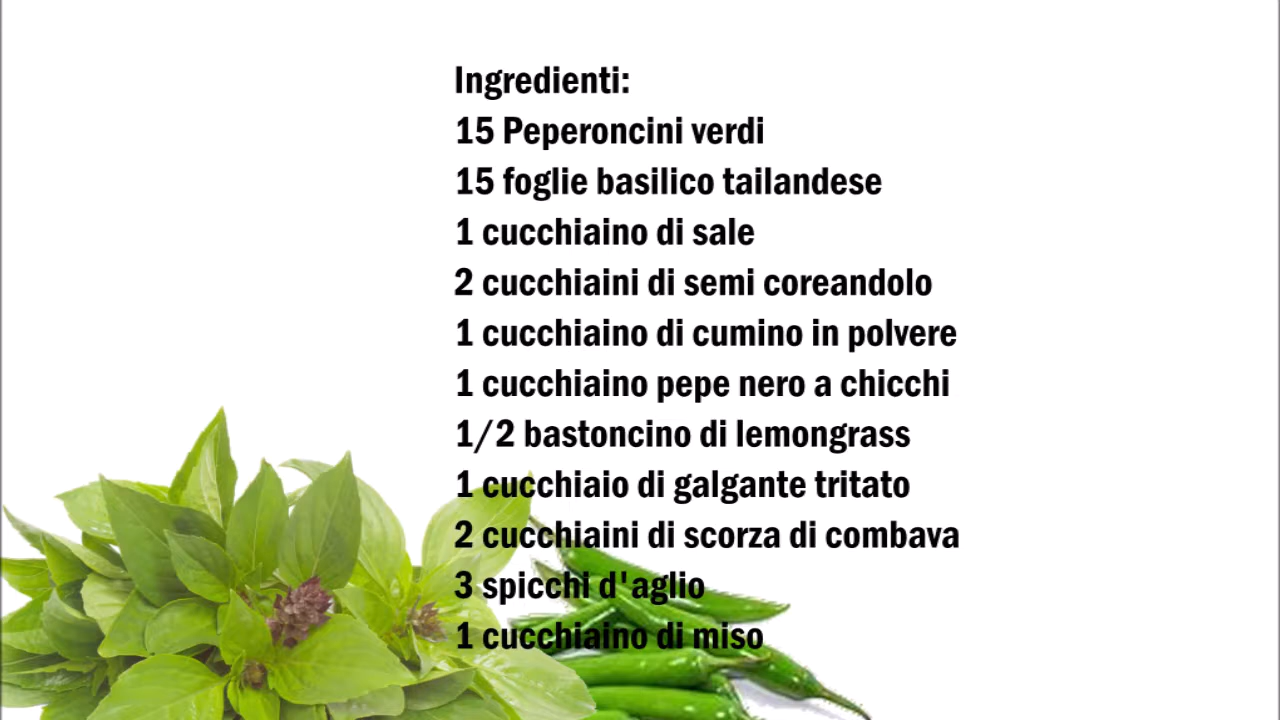 Ingredienti:
15 Peperoncini verdi
15 foglie basilico tailandese
1 cucchiaino di sale
2 cucchiaini di semi coreandolo
1 cucchiaino di cumino in polvere
1 cucchiaino pepe nero a chicchi
1/2 bastoncino di lemongrass
1 cucchiaio di galgante tritato
2 cucchiaini di scorza di combava
3 spicchi d'aglio
1 cucchiaino di miso